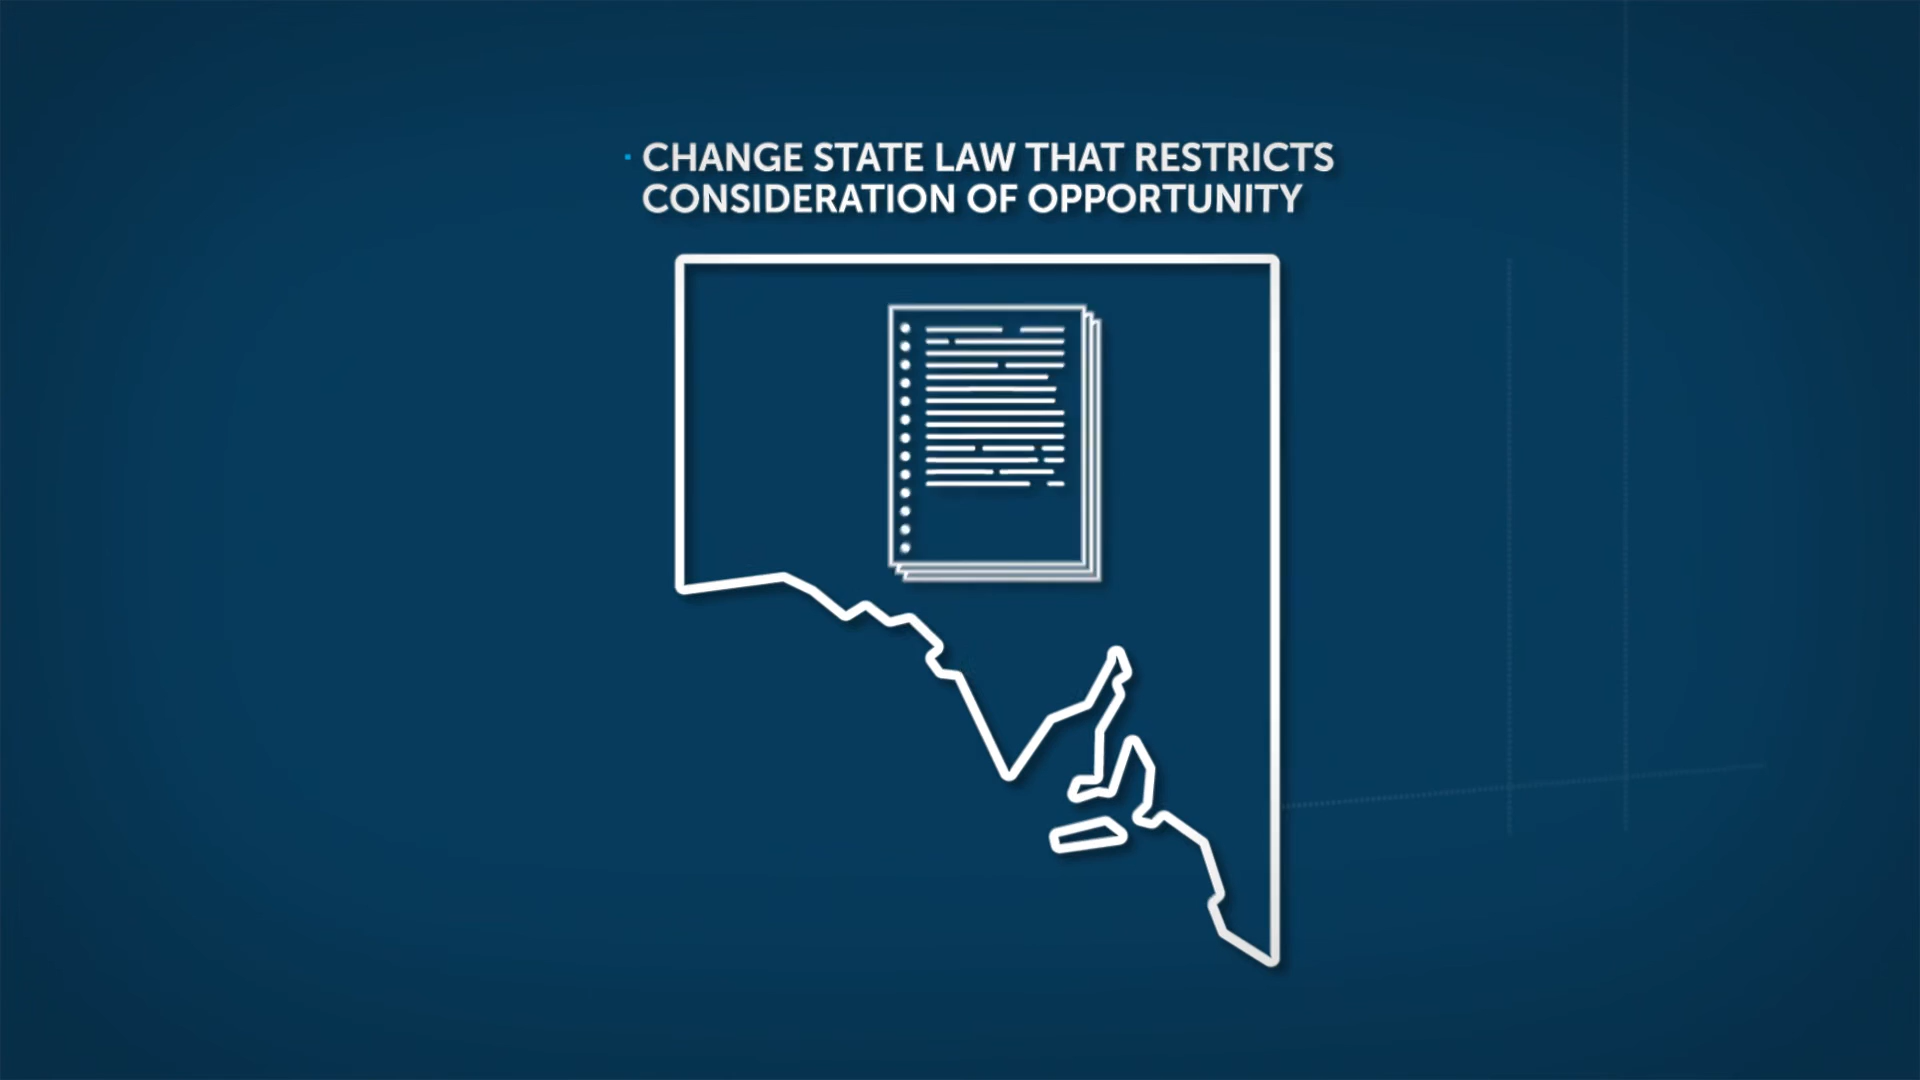 · CHANGE STATE LAW THAT RESTRICTS
CONSIDERATION OF OPPORTUNITY